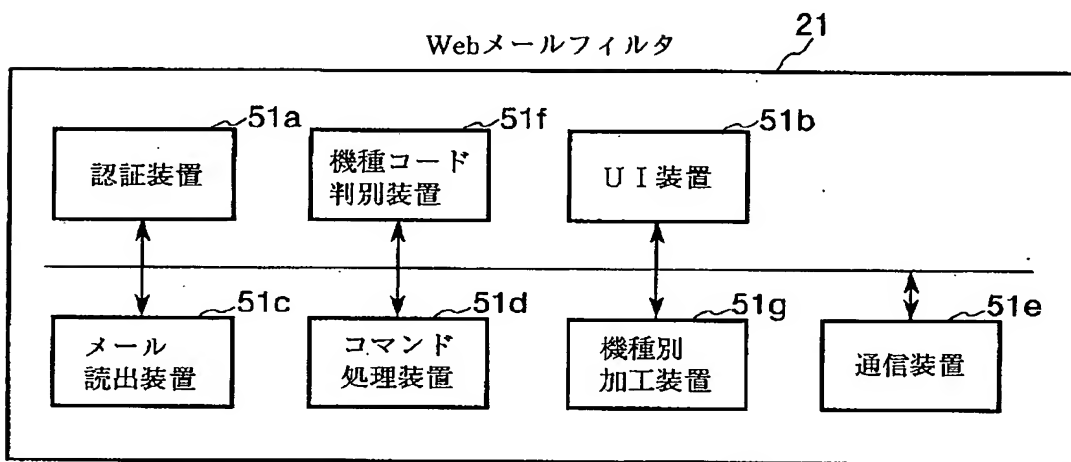 Webメールフィルタ
21
51a
認証装置
51f
機種コード
判別装置
51b
UI装置
51c
メール
読出装置
51d
コマンド
処理装置
51g
機種別
加工装置
51e
通信装置